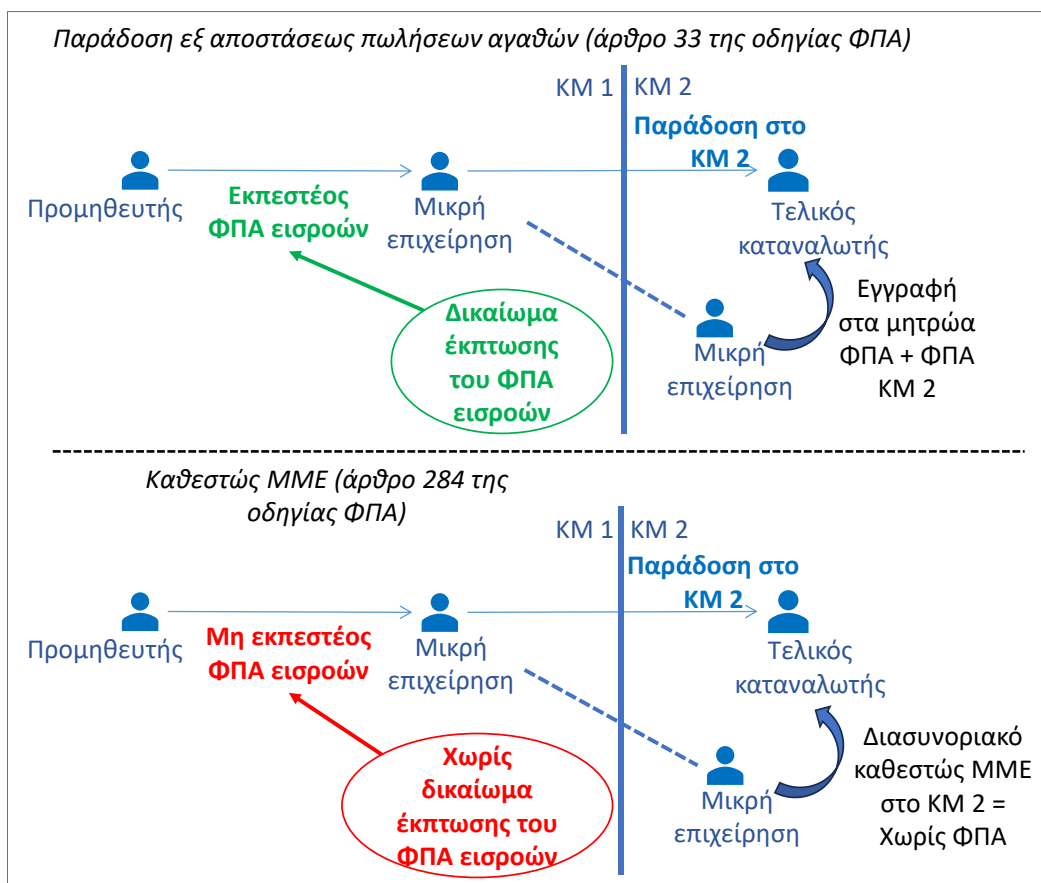 Παράδοση εξ αποστάσεως πωλήσεων αγαθών (άρθρο 33 της οδηγίας ΦΠΑ)
ΚΜ 1
ΚΜ 2
Παράδοση στο
ΚΜ 2
Προμηθευτής
Εκπεστέος
ΦΠΑ εισροών
Μικρή
επιχείρηση
Τελικός
καταναλωτής
Δικαίωμα
έκπτωσης
του ΦΠΑ
εισροών
Μικρή
επιχείρηση
Εγγραφή
στα μητρώα
ΦΠΑ + ΦΠΑ
ΚΜ 2
Καθεστώς ΜΜΕ (άρθρο 284 της
οδηγίας ΦΠΑ)
ΚΜ 1
ΚΜ 2
Παράδοση στο
ΚΜ 2
Προμηθευτής
Μη εκπεστέος
ΦΠΑ εισροών
Μικρή
επιχείρηση
Τελικός
καταναλωτής
Χωρίς
δικαίωμα
έκπτωσης του
ΦΠΑ εισροών
Μικρή
επιχείρηση
Διασυνοριακό
καθεστώς ΜΜΕ
στο ΚΜ 2 =
Χωρίς ΦΠΑ